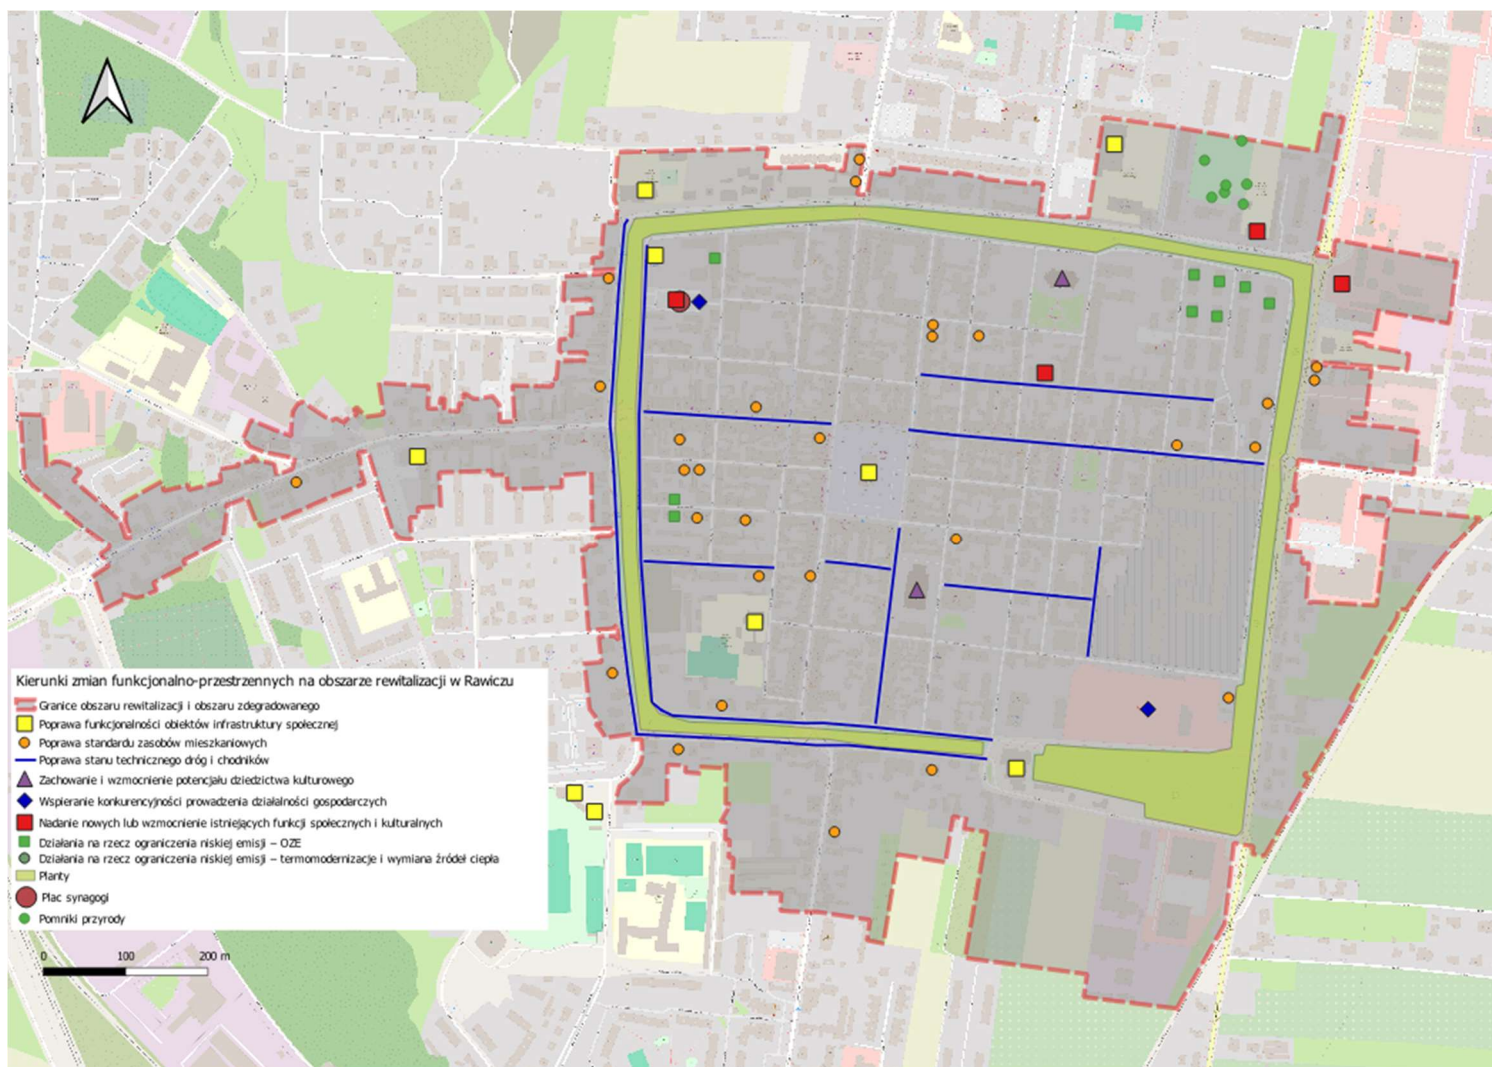 Kierunki zmian funkcjonalno-przestrzennych na obszarze rewitalizacji w Rawiczu
Granice obszaru rewitalizacji i obszaru zdegradowanego
Poprawa funkcjonalności obiektów infrastruktury społecznej
Poprawa standardu zasobów mieszkaniowych
Poprawa stanu technicznego dróg i chodników
Zachowanie i wzmocnienie potencjału dziedzictwa kulturowego
Wspieranie konkurencyjności prowadzenia działalności gospodarczych
Nadanie nowych lub wzmocnienie istniejących funkcji społecznych i kulturalnych
Działania na rzecz ograniczenia niskiej emisji – OZE
Działania na rzecz ograniczenia niskiej emisji – termomodernizacje i wymiana źródeł ciepła
Planty
Plac synagogi
Pomniki przyrody
0 100 200 m